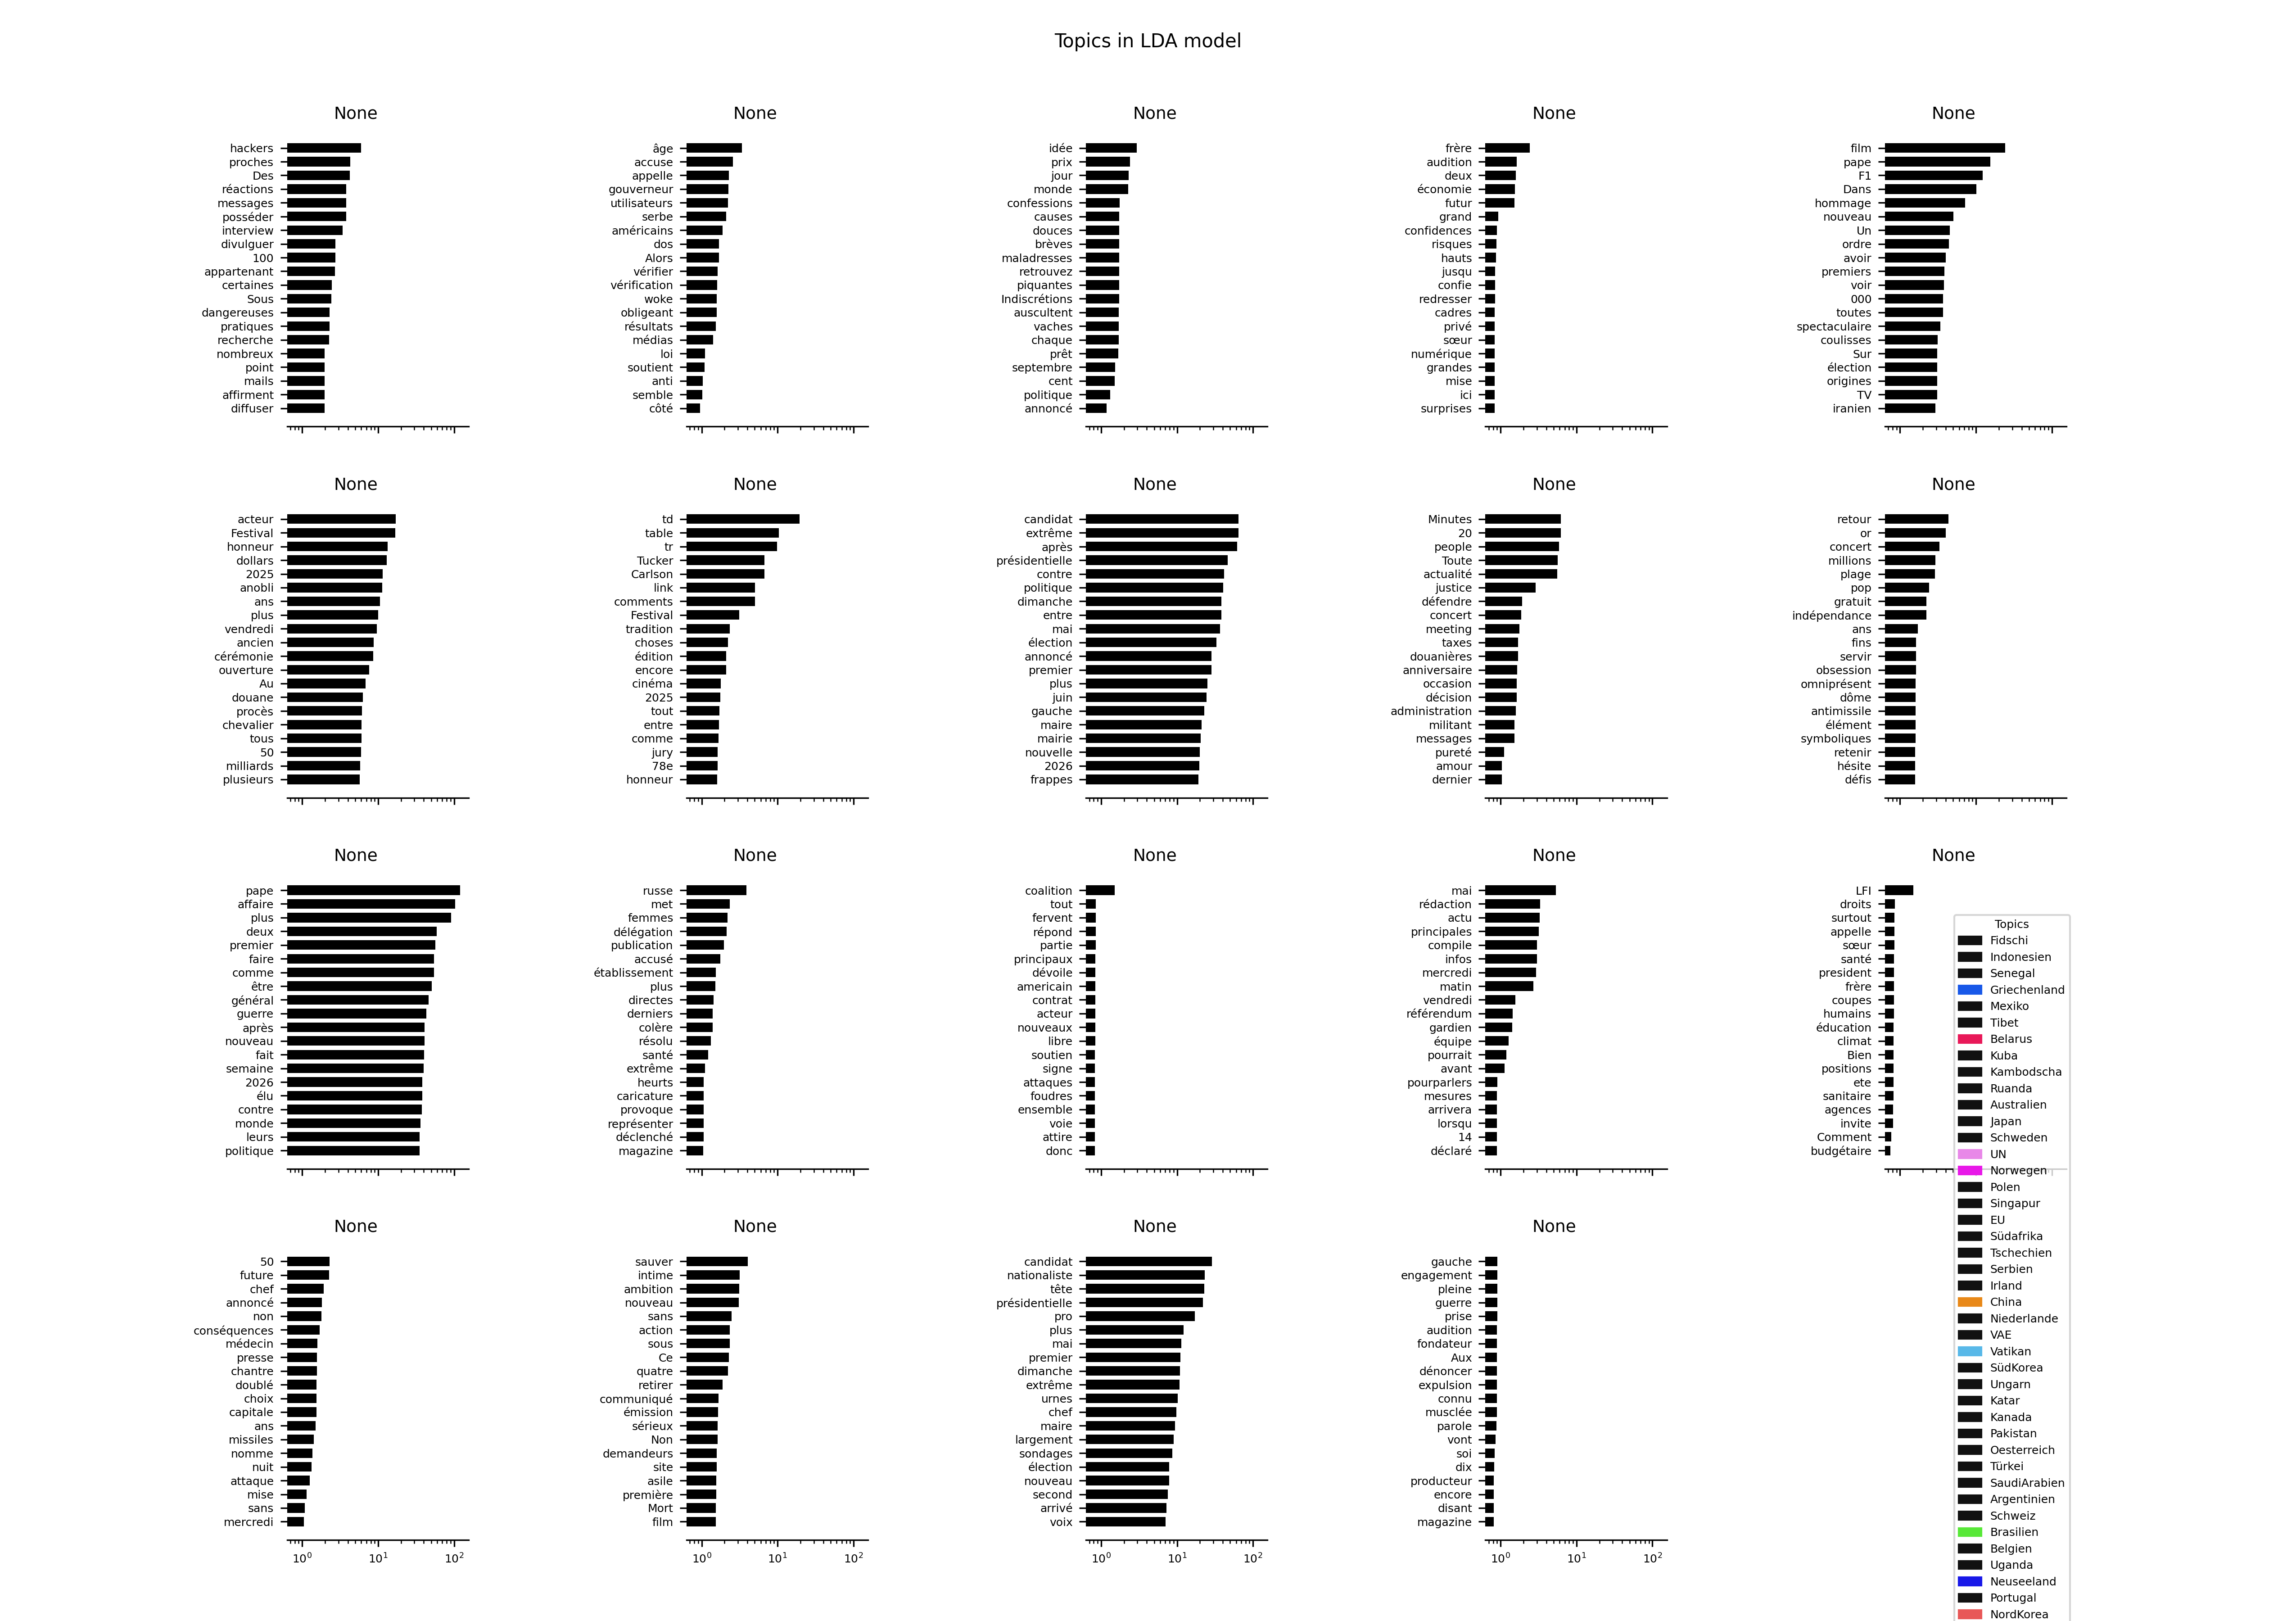 Topics in LDA model
None
hackers
proches
Des
réactions
messages
posséder
interview
divulguer
100
appartenant
certaines
Sous
dangereuses
pratiques
recherche
nombreux
point
mails
affirment
diffuser
None
âge
accuse
appelle
gouverneur
utilisateurs
serbe
américains
dos
Alors
vérifier
vérification
woke
obligeant
résultats
médias
loi
soutient
anti
semble
côté
None
idée
prix
jour
monde
confessions
causes
douces
brèves
maladresses
retrouvez
piquantes
Indiscrétions
auscultent
vaches
chaque
prêt
septembre
cent
politique
annoncé
None
frère
audition
deux
économie
futur
grand
confidences
risques
hauts
jusqu
confie
redresser
cadres
privé
sœur
numérique
grandes
mise
ici
surprises
None
film
pape
F1
Dans
hommage
nouveau
Un
ordre
avoir
premiers
voir
000
toutes
spectaculaire
coulisses
Sur
élection
origines
TV
iranien
None
acteur
Festival
honneur
dollars
2025
anobli
ans
plus
vendredi
ancien
cérémonie
ouverture
Au
douane
procès
chevalier
tous
50
milliards
plusieurs
None
td
table
tr
Tucker
Carlson
link
comments
Festival
tradition
choses
édition
encore
cinéma
2025
tout
entre
comme
jury
78e
honneur
None
candidat
extrême
après
présidentielle
contre
politique
dimanche
entre
mai
élection
annoncé
premier
plus
juin
gauche
maire
mairie
nouvelle
2026
frappes
None
Minutes
20
people
Toute
actualité
justice
défendre
concert
meeting
taxes
douanières
anniversaire
occasion
décision
administration
militant
messages
pureté
amour
dernier
None
retour
or
concert
millions
plage
pop
gratuit
indépendance
ans
fins
servir
obsession
omniprésent
dôme
antimissile
élément
symboliques
retenir
hésite
défis
None
pape
affaire
plus
deux
premier
faire
comme
être
général
guerre
après
nouveau
fait
semaine
2026
élu
contre
monde
leurs
politique
None
russe
met
femmes
délégation
publication
accusé
établissement
plus
directes
derniers
colère
résolu
santé
extrême
heurts
caricature
provoque
représenter
déclenché
magazine
None
coalition
tout
fervent
répond
partie
principaux
dévoile
americain
contrat
acteur
nouveaux
libre
soutien
signe
attaques
foudres
ensemble
voie
attire
donc
None
mai
rédaction
actu
principales
compile
infos
mercredi
matin
vendredi
référendum
gardien
équipe
pourrait
avant
pourparlers
mesures
arrivera
lorsqu
14
déclaré
None
LFI
droits
surtout
appelle
sœur
santé
president
frère
coupes
humains
éducation
climat
Bien
positions
ete
sanitaire
agences
invite
Comment
budgétaire
None
50
future
chef
annoncé
non
conséquences
médecin
presse
chantre
doublé
choix
capitale
ans
missiles
nomme
nuit
attaque
mise
sans
mercredi
10⁰ 10¹ 10²
None
sauver
intime
ambition
nouveau
sans
action
sous
Ce
quatre
retirer
communiqué
émission
sérieux
Non
demandeurs
site
asile
première
Mort
film
10⁰ 10¹ 10²
None
candidat
nationaliste
tête
présidentielle
pro
plus
mai
premier
dimanche
extrême
urnes
chef
maire
largement
sondages
élection
nouveau
second
arrivé
voix
10⁰ 10¹ 10²
None
gauche
engagement
pleine
guerre
prise
audition
fondateur
Aux
dénoncer
expulsion
connu
musclée
parole
vont
soi
dix
producteur
encore
disant
magazine
10⁰ 10¹ 10²
Topics
Fidschi
Indonesien
Senegal
Griechenland
Mexiko
Tibet
Belarus
Kuba
Kambodscha
Ruanda
Australien
Japan
Schweden
UN
Norwegen
Polen
Singapur
EU
Südafrika
Tschechien
Serbien
Irland
China
Niederlande
VAE
Vatikan
SüdKorea
Ungarn
Katar
Kanada
Pakistan
Oesterreich
Türkei
SaudiArabien
Argentinien
Schweiz
Brasilien
Belgien
Uganda
Neuseeland
Portugal
NordKorea